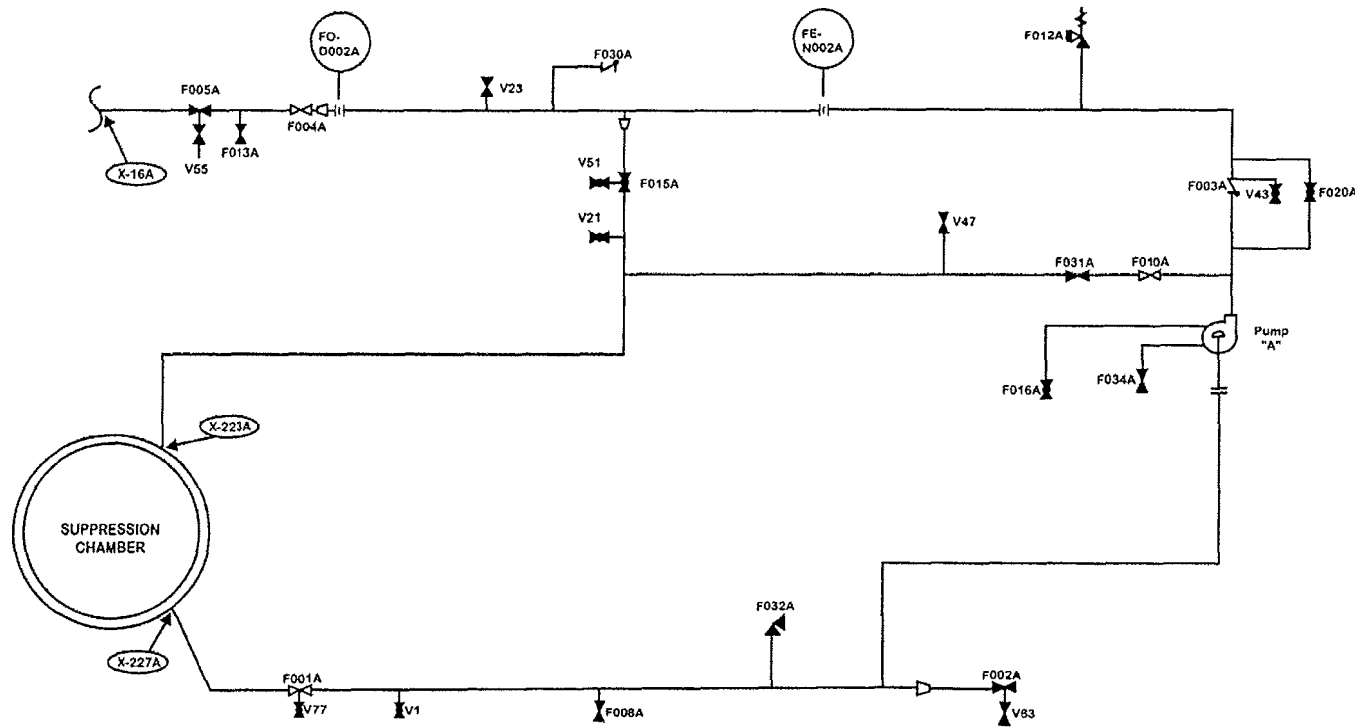 FO-
D002A
FE-
N002A
F012A
F030A
V23
F005A
F004A
F013A
V55
X-16A
V51
F015A
V21
F003A
V43
F020A
V47
F031A
F010A
Pump
"A"
F016A
F034A
X-223A
SUPPRESSION
CHAMBER
X-227A
F001A
V77
V1
F008A
F032A
F002A
V63